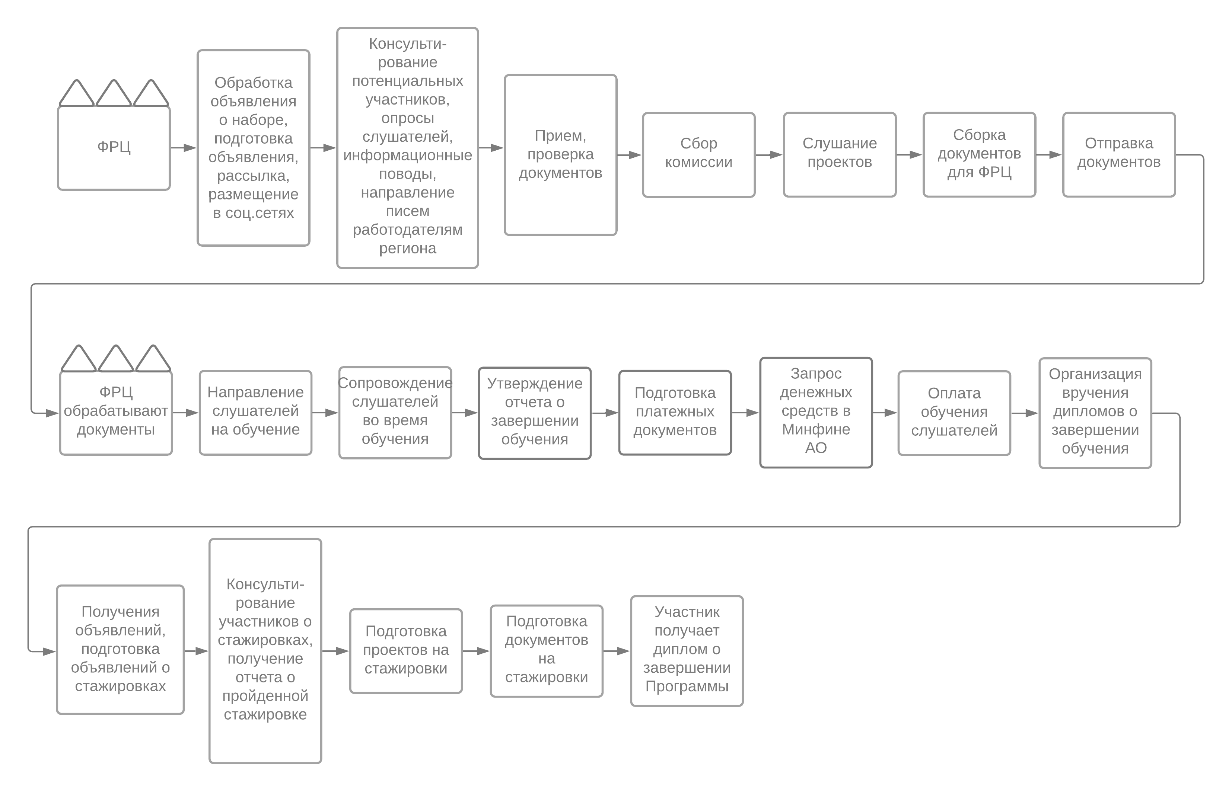 ФРЦ
Обработка
объявления
о наборе,
подготовка
объявления,
рассылка,
размещение
в соц.сетях
Консульти-
рование
потенциальных
участников,
опросы
слушателей,
информационные
поводы,
направление
писем
работодателям
региона
Прием,
проверка
документов
Сбор
комиссии
Слушание
проектов
Сборка
документов
для ФРЦ
Отправка
документов
ФРЦ
обрабатывают
документы
Направление
слушателей
на обучение
Сопровождение
слушателей
во время
обучения
Утверждение
отчета о
завершении
обучения
Подготовка
платежных
документов
Запрос
денежных
средств в
Минфине
АО
Оплата
обучения
слушателей
Организация
вручения
дипломов о
завершении
обучения
Получения
объявлений,
подготовка
объявлений о
стажировках
Консульти-
рование
участников о
стажировках,
получение
отчета о
пройденной
стажировке
Подготовка
проектов на
стажировки
Подготовка
документов
на
стажировки
Участник
получает
диплом о
завершении
Программы